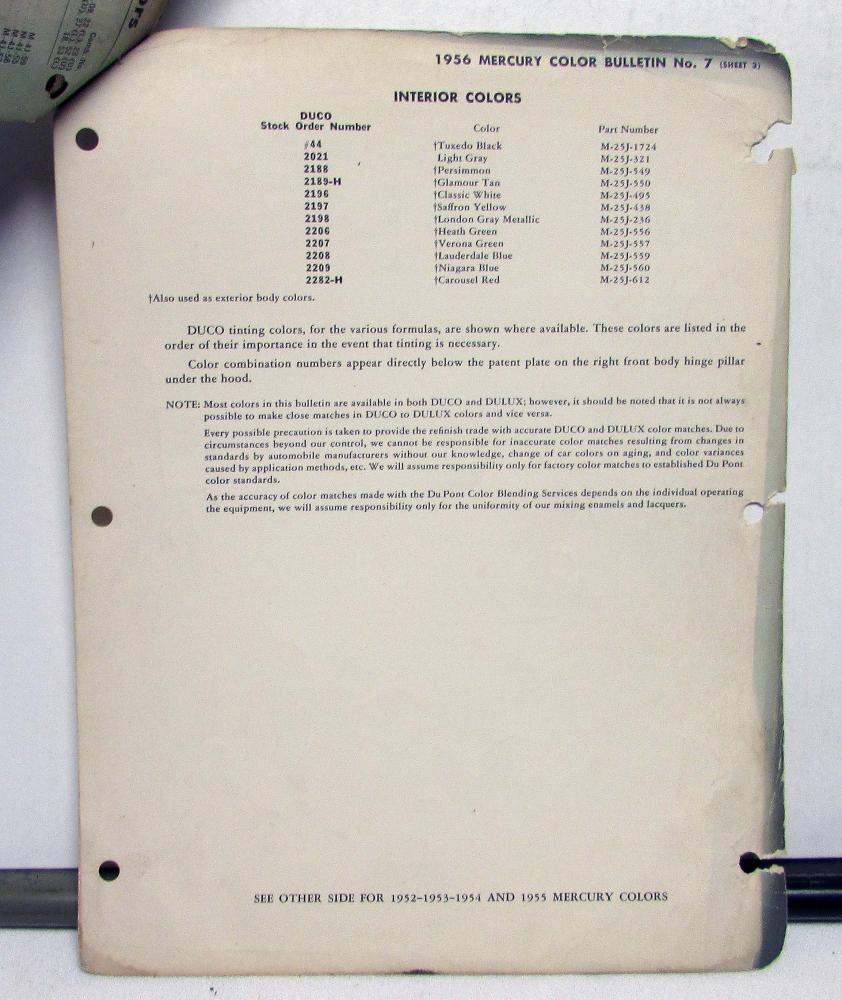 1956 MERCURY COLOR BULLETIN No. 7 (SHEET 3)
INTERIOR COLORS
DUCO
Stock Order Number Color Part Number
44 †Tuxedo Black M-25J-1724
2021 Light Gray M-25J-321
2188 †Persimmon M-25J-549
2189-H †Glamour Tan M-25J-550
2196 †Classic White M-25J-495
2197 †Saffron Yellow M-25J-438
2198 †London Gray Metallic M-25J-236
2206 †Heath Green M-25J-556
2207 †Verona Green M-25J-557
2208 †Lauderdale Blue M-25J-559
2209 †Niagara Blue M-25J-560
2282-H †Carousel Red M-25J-612
†Also used as exterior body colors.
DUCO tinting colors, for the various formulas, are shown where available. These colors are listed in the
order of their importance in the event that tinting is necessary.
Color combination numbers appear directly below the patent plate on the right front body hinge pillar
under the hood.
NOTE: Most colors in this bulletin are available in both DUCO and DULUX; however, it should be noted that it is not always
possible to make close matches in DUCO to DULUX colors and vice versa.
Every possible precaution is taken to provide the refinish trade with accurate DUCO and DULUX color matches. Due to
circumstances beyond our control, we cannot be responsible for inaccurate color matches resulting from changes in
standards by automobile manufacturers without our knowledge, change of car colors on aging, and color variances
caused by application methods, etc. We will assume responsibility only for factory color matches to established Du Pont
color standards.
As the accuracy of color matches made with the Du Pont Color Blending Services depends on the individual operating
the equipment, we will assume responsibility only for the uniformity of our mixing enamels and lacquers.
SEE OTHER SIDE FOR 1952-1953-1954 AND 1955 MERCURY COLORS